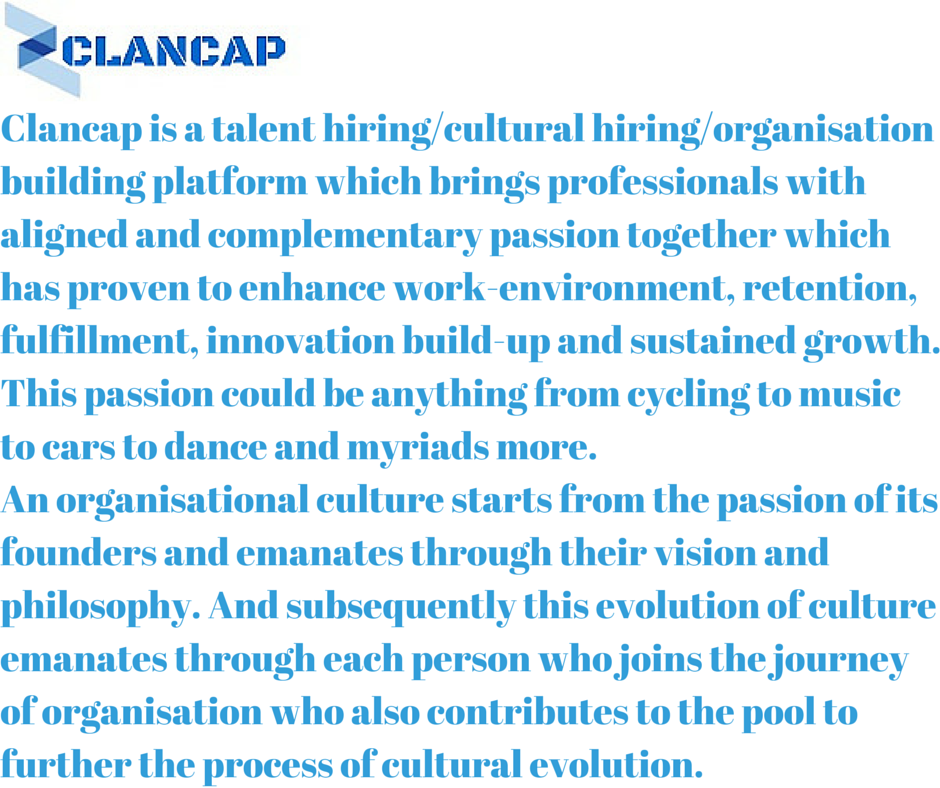 CLANCAP
Clancap is a talent hiring/cultural hiring/organisation
building platform which brings professionals with
aligned and complementary passion together which
has proven to enhance work-environment, retention,
fulfillment, innovation build-up and sustained growth.
This passion could be anything from cycling to music
to cars to dance and myriads more.
An organisational culture starts from the passion of its
founders and emanates through their vision and
philosophy. And subsequently this evolution of culture
emanates through each person who joins the journey
of organisation who also contributes to the pool to
further the process of cultural evolution.